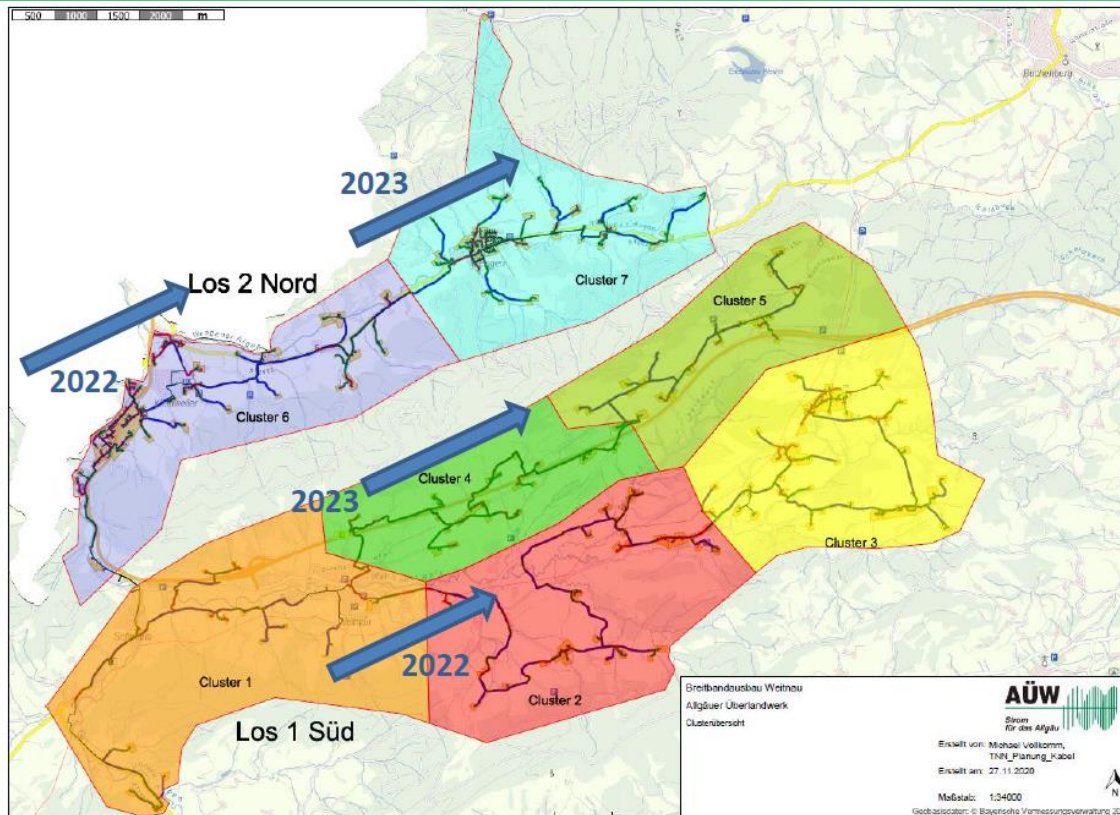 500 1000 1500 2000 m
Buchenburg
2023
Los 2 Nord
Cluster 7
Cluster 5
2022
Cluster 6
Cluster 4
2023
Cluster 3
Cluster 1
2022
Cluster 2
Los 1 Süd
Breitbandausbau Weitnau
Allgäuer Überlandwerk
Clusterübersicht
AÜW
Strom
für das Allgäu
Erstellt von: Michael Vollkomm,
TNN_Planung_Kabel
Erstellt am: 27.11.2020
Maßstab: 1:34000
N
Geobasisdaten: © Bayerische Vermessungsverwaltung 20